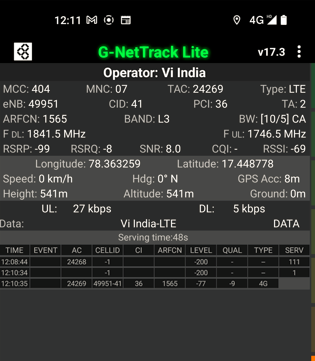 12:11 4G
G-NetTrack Lite v17.3
Operator: Vi India
MCC: 404 MNC: 07 TAC: 24269 Type: LTE
eNB: 49951 CID: 41 PCI: 36 TA: 2
ARFCN: 1565 BAND: L3 BW: [10/5] CA
F DL: 1841.5 MHz F UL: 1746.5 MHz
RSRP: -99 RSRQ: -8 SNR: 8.0 CQI: - RSSI: -69
Longitude: 78.363259 Latitude: 17.448778
Speed: 0 km/h Hdg: 0° N GPS Acc: 8m
Height: 541m Altitude: 541m Ground: 0m
UL: 27 kbps DL: 5 kbps
Data: Vi India-LTE DATA
Serving time:48s
TIME EVENT AC CELLID CI ARFCN LEVEL QUAL TYPE SERV
12:08:44 24268 -1 -200 - -- 111
12:10:34 -1 -200 - -- 1
12:10:35 24269 49951-41 36 1565 -77 -9 4G